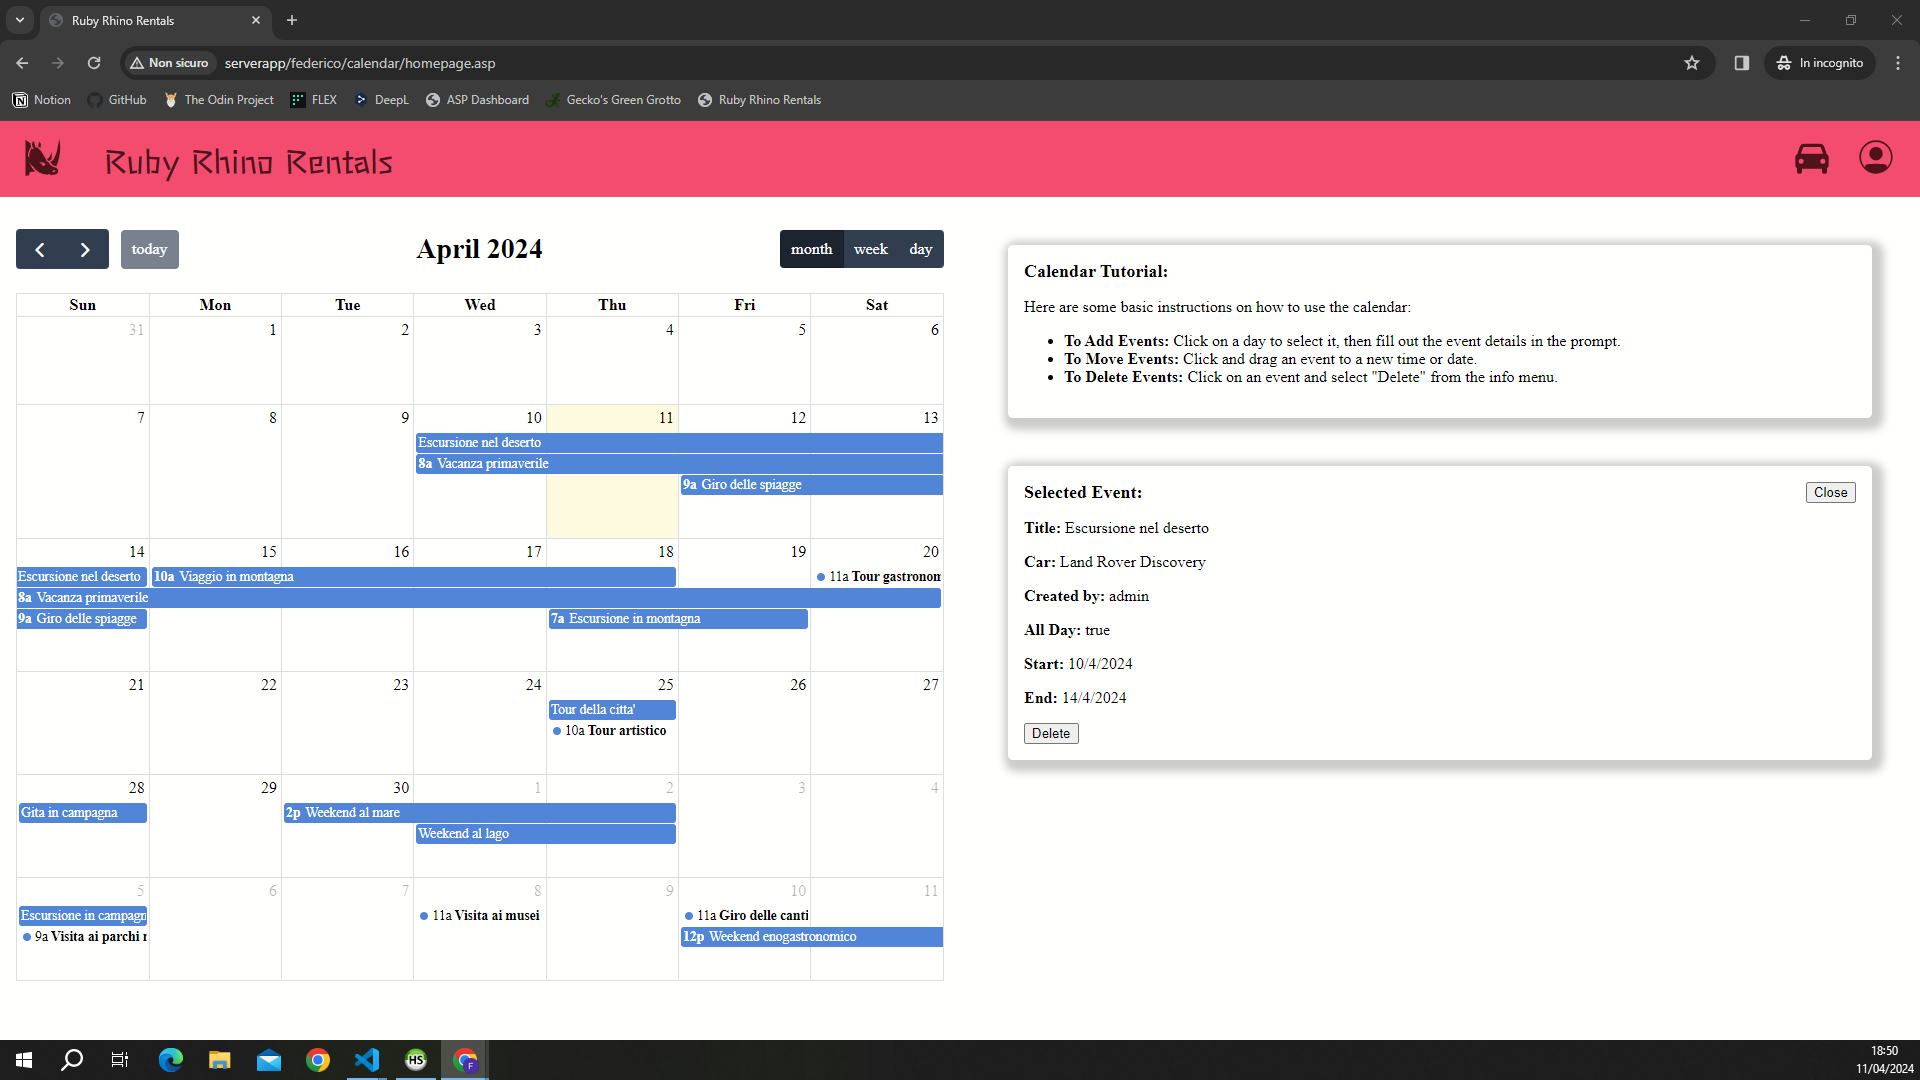 Ruby Rhino Rentals
Non sicuro serverapp/federico/calendar/homepage.asp In incognito
Notion GitHub The Odin Project FLEX DeepL ASP Dashboard Gecko's Green Grotto Ruby Rhino Rentals
Ruby Rhino Rentals
today April 2024 month week day
Sun Mon Tue Wed Thu Fri Sat
31 1 2 3 4 5 6
7 8 9 10 11 12 13
Escursione nel deserto
8a Vacanza primaverile
9a Giro delle spiagge
14 15 16 17 18 19 20
Escursione nel deserto 10a Viaggio in montagna 11a Tour gastronom
8a Vacanza primaverile
9a Giro delle spiagge 7a Escursione in montagna
21 22 23 24 25 26 27
Tour della citta'
10a Tour artistico
28 29 30 1 2 3 4
Gita in campagna 2p Weekend al mare
Weekend al lago
5 6 7 8 9 10 11
Escursione in campagn 11a Visita ai musei 11a Giro delle canti
9a Visita ai parchi r 12p Weekend enogastronomico
Calendar Tutorial:
Here are some basic instructions on how to use the calendar:
To Add Events: Click on a day to select it, then fill out the event details in the prompt.
To Move Events: Click and drag an event to a new time or date.
To Delete Events: Click on an event and select "Delete" from the info menu.
Selected Event: Close
Title: Escursione nel deserto
Car: Land Rover Discovery
Created by: admin
All Day: true
Start: 10/4/2024
End: 14/4/2024
Delete
HS F 18:50
11/04/2024